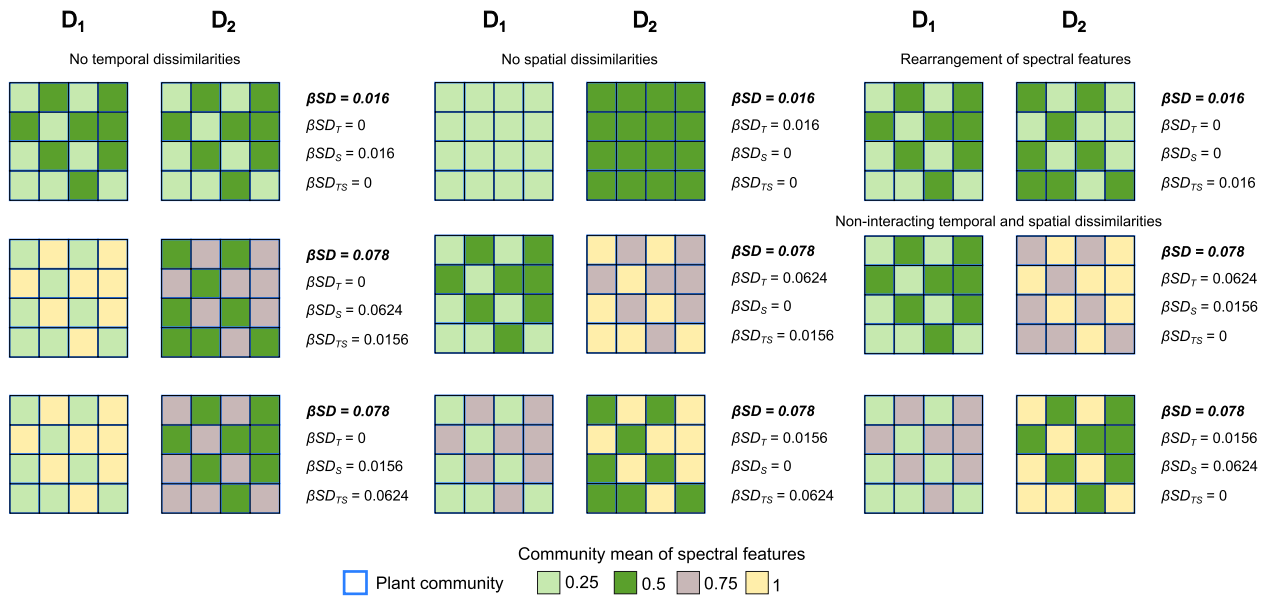 D1 D2 D1 D2 D1 D2
No temporal dissimilarities No spatial dissimilarities Rearrangement of spectral features
βSD = 0.016 βSD = 0.016 βSD = 0.016
βSDT = 0 βSDT = 0.016 βSDT = 0
βSDS = 0.016 βSDS = 0 βSDS = 0
βSDTS = 0 βSDTS = 0 βSDTS = 0.016
Non-interacting temporal and spatial dissimilarities
βSD = 0.078 βSD = 0.078 βSD = 0.078
βSDT = 0 βSDT = 0.0624 βSDT = 0.0624
βSDS = 0.0624 βSDS = 0 βSDS = 0.0156
βSDTS = 0.0156 βSDTS = 0.0156 βSDTS = 0
βSD = 0.078 βSD = 0.078 βSD = 0.078
βSDT = 0 βSDT = 0.0156 βSDT = 0.0156
βSDS = 0.0156 βSDS = 0 βSDS = 0.0624
βSDTS = 0.0624 βSDTS = 0.0624 βSDTS = 0
Community mean of spectral features
Plant community 0.25 0.5 0.75 1